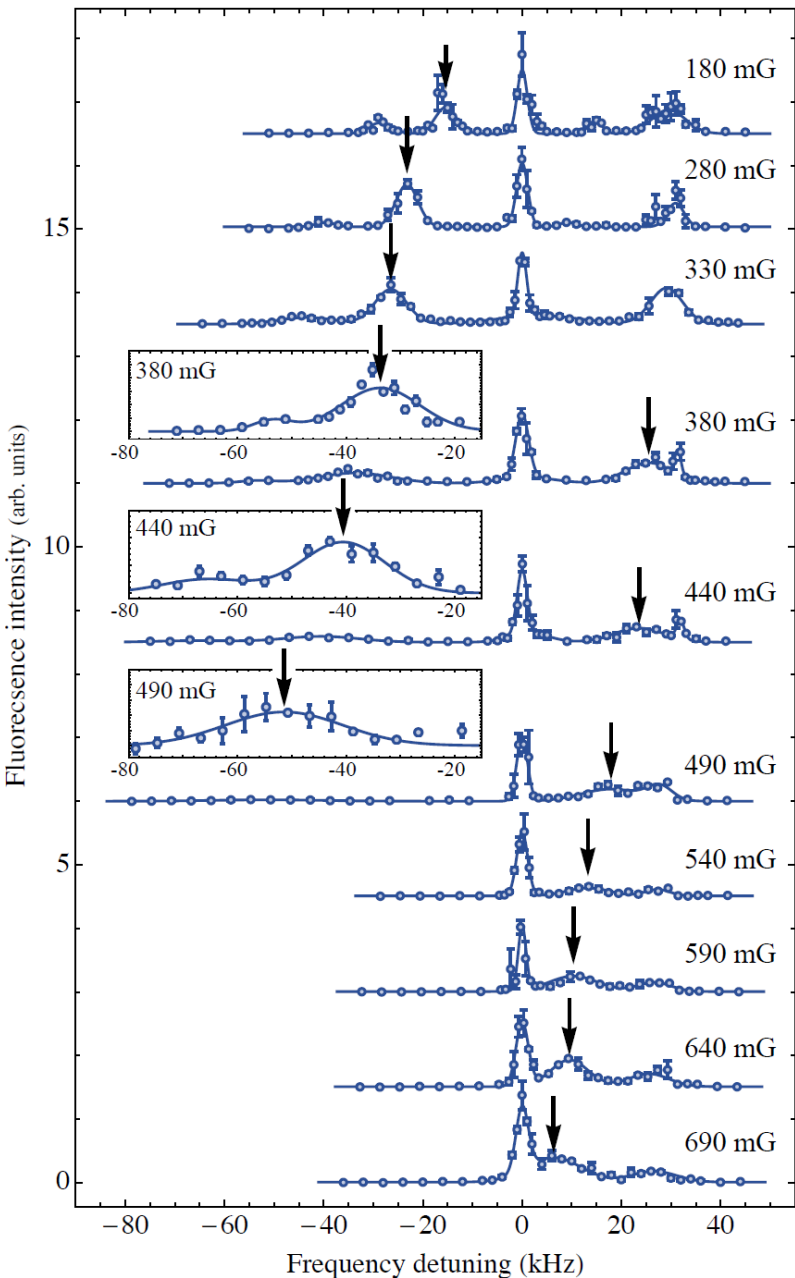 180 mG
280 mG
15
330 mG
380 mG
-80 -60 -40 -20
380 mG
10
440 mG
-80 -60 -40 -20
440 mG
490 mG
-80 -60 -40 -20
490 mG
5
540 mG
590 mG
640 mG
690 mG
0
−80 −60 −40 −20 0 20 40
Frequency detuning (kHz)
Fluorecsence intensity (arb. units)